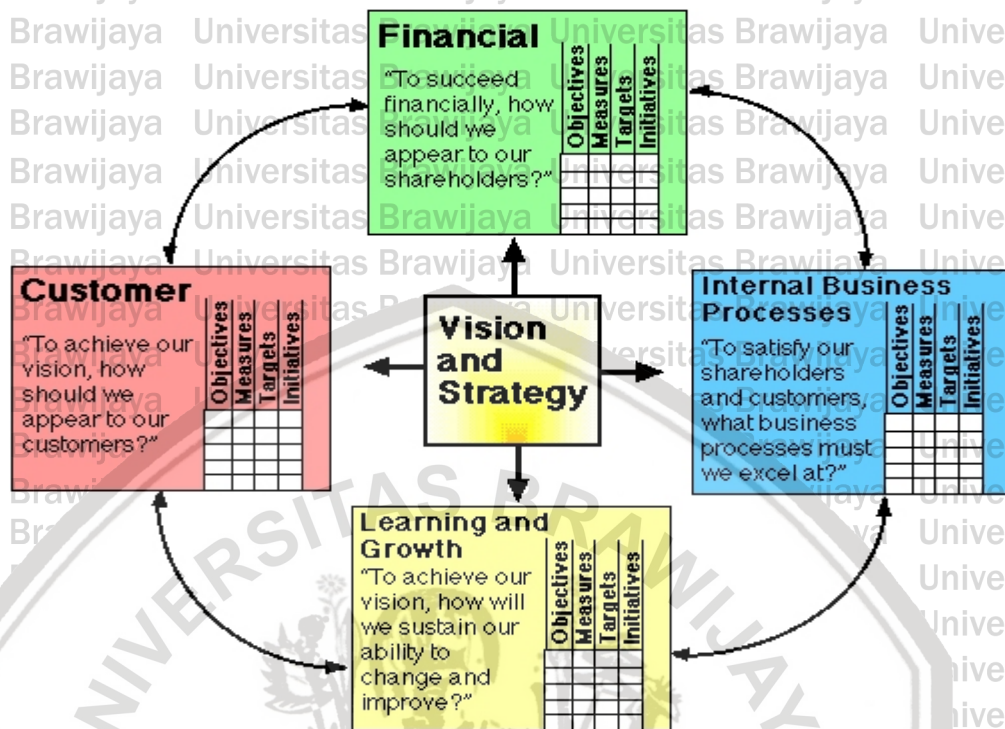 Financial
“To succeed
financially, how
should we
appear to our
shareholders?”
Objectives
Measures
Targets
Initiatives
Customer
“To achieve our
vision, how
should we
appear to our
customers?”
Objectives
Measures
Targets
Initiatives
Vision
and
Strategy
Internal Business
Processes
“To satisfy our
shareholders
and customers,
what business
processes must
we excel at?”
Objectives
Measures
Targets
Initiatives
Learning and
Growth
“To achieve our
vision, how will
we sustain our
ability to
change and
improve?”
Objectives
Measures
Targets
Initiatives
Brawijaya Universitas Brawijaya Universitas Brawijaya
UNIVERSITAS BRAWIJAYA